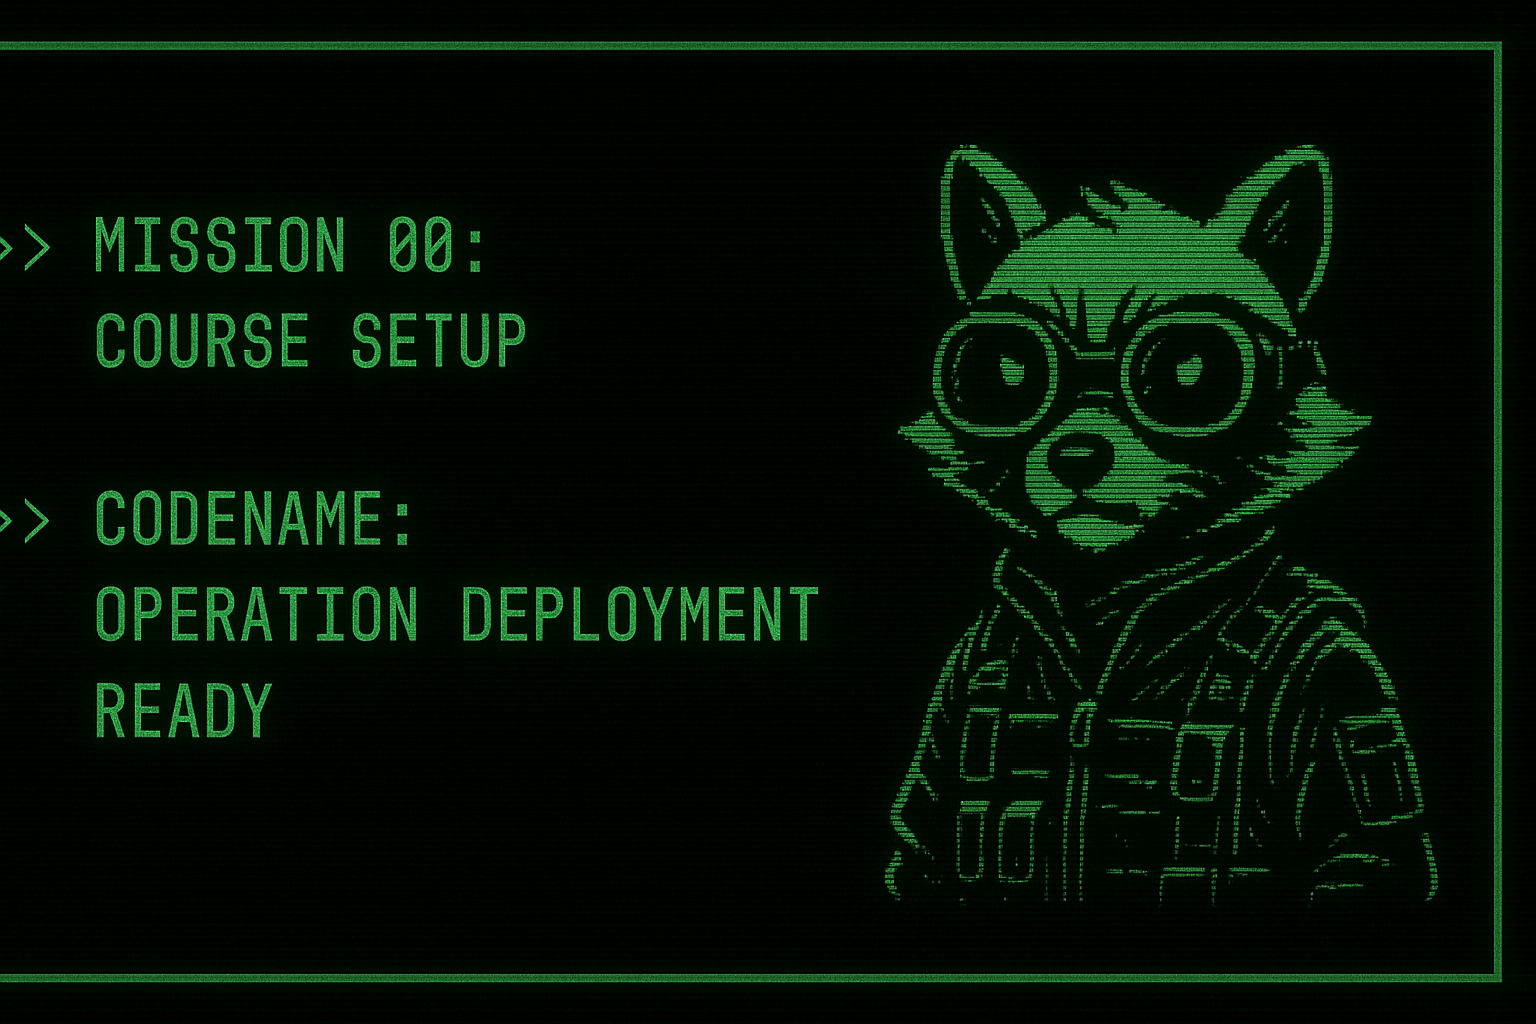 >> MISSION 00:
COURSE SETUP
>> CODENAME:
OPERATION DEPLOYMENT
READY